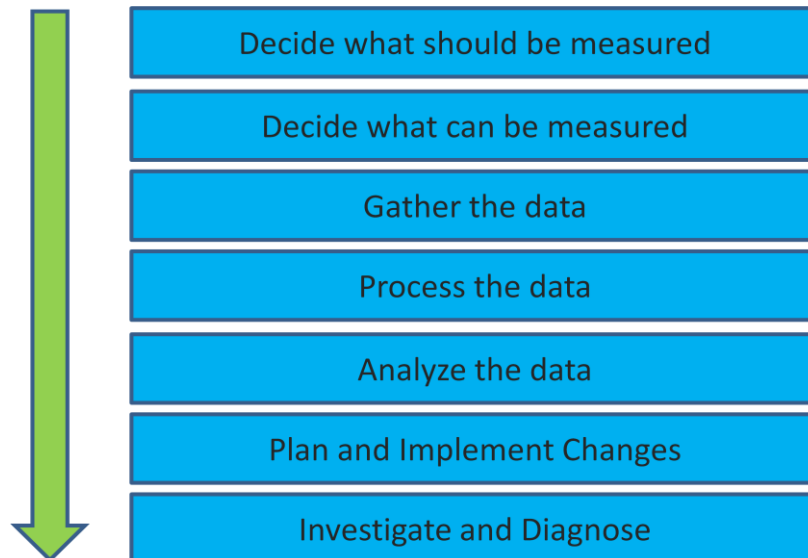 Decide what should be measured
Decide what can be measured
Gather the data
Process the data
Analyze the data
Plan and Implement Changes
Investigate and Diagnose